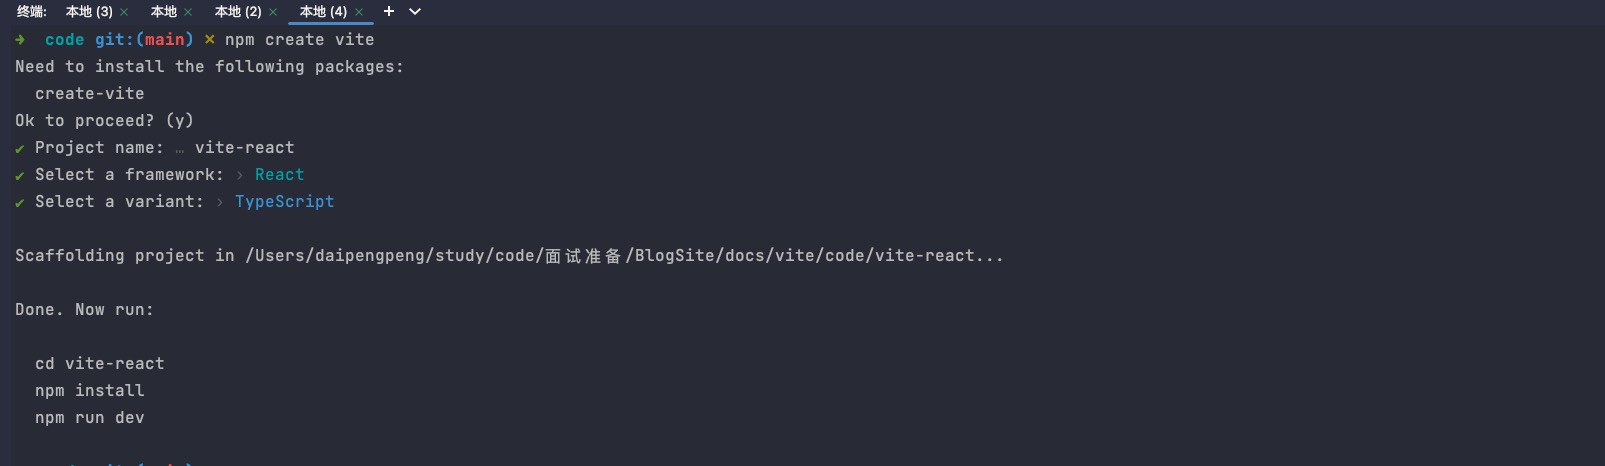 终端: 本地 (3) × 本地 × 本地 (2) × 本地 (4) × +
➜ code git:(main) ✗ npm create vite
Need to install the following packages:
create-vite
Ok to proceed? (y)
✔ Project name: … vite-react
✔ Select a framework: › React
✔ Select a variant: › TypeScript
Scaffolding project in /Users/daipengpeng/study/code/面试准备/BlogSite/docs/vite/code/vite-react...
Done. Now run:
cd vite-react
npm install
npm run dev